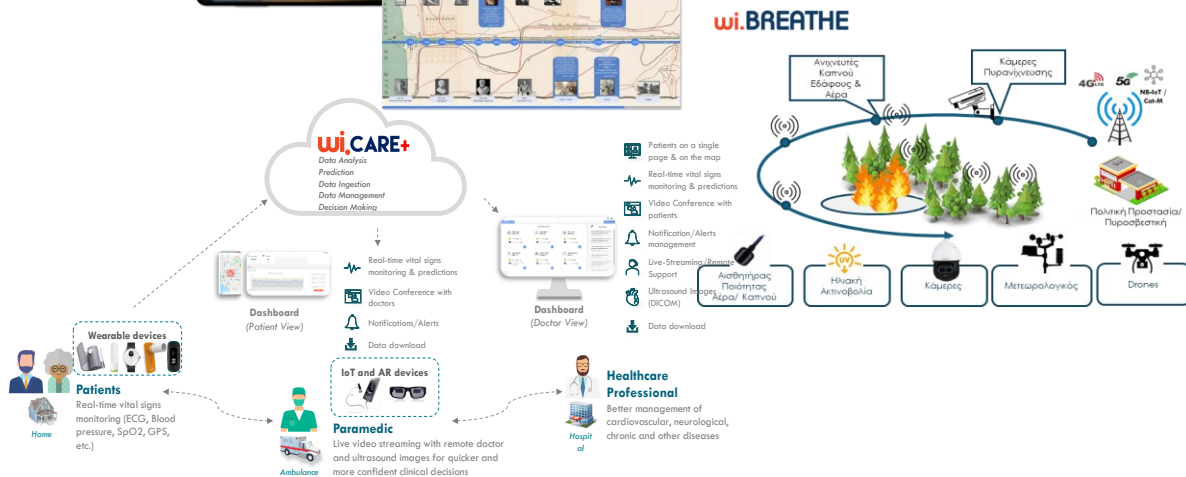 wi.BREATHE
Ανιχνευτές
Καπνού
Εδάφους &
Αέρα
Κάμερες
Πυρανίχνευσης
4G LTE
5G
NB-IoT /
Cat-M
Πολιτική Προστασία/
Πυροσβεστική
Αισθητήρας
Ποιότητας
Αέρα/ Καπνού
UV
Ηλιακή
Ακτινοβολία
Κάμερες
Μετεωρολογικός
Drones
wi.CARE+
Data Analysis
Prediction
Data Ingestion
Data Management
Decision Making
Patients on a single
page & on the map
Real-time vital signs
monitoring & predictions
Video Conference with
patients
Notification/Alerts
management
Live-Streaming/Remote
Support
Ultrasound Images
(DICOM)
Data download
Dashboard
(Doctor View)
Real-time vital signs
monitoring & predictions
Video Conference with
doctors
Notifications/Alerts
Data download
Dashboard
(Patient View)
Wearable devices
Patients
Real-time vital signs
monitoring (ECG, Blood
pressure, SpO2, GPS,
etc.)
Home
IoT and AR devices
Paramedic
Live video streaming with remote doctor
and ultrasound images for quicker and
more confident clinical decisions
Ambulance
Healthcare
Professional
Better management of
cardiovascular, neurological,
chronic and other diseases
Hospit
al